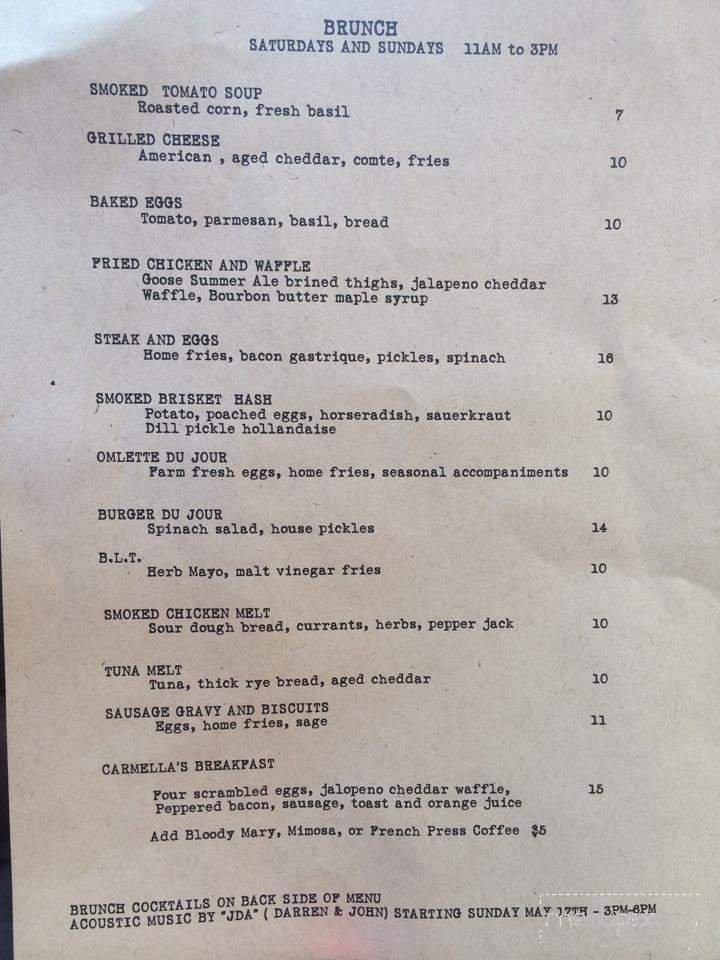 BRUNCH
SATURDAYS AND SUNDAYS 11AM to 3PM
SMOKED TOMATO SOUP
Roasted corn, fresh basil 7
GRILLED CHEESE
American , aged cheddar, comte, fries 10
BAKED EGGS
Tomato, parmesan, basil, bread 10
FRIED CHICKEN AND WAFFLE
Goose Summer Ale brined thighs, jalapeno cheddar
Waffle, Bourbon butter maple syrup 13
STEAK AND EGGS
Home fries, bacon gastrique, pickles, spinach 16
SMOKED BRISKET HASH
Potato, poached eggs, horseradish, sauerkraut 10
Dill pickle hollandaise
OMLETTE DU JOUR
Farm fresh eggs, home fries, seasonal accompaniments 10
BURGER DU JOUR
Spinach salad, house pickles 14
B.L.T.
Herb Mayo, malt vinegar fries 10
SMOKED CHICKEN MELT
Sour dough bread, currants, herbs, pepper jack 10
TUNA MELT
Tuna, thick rye bread, aged cheddar 10
SAUSAGE GRAVY AND BISCUITS
Eggs, home fries, sage 11
CARMELLA'S BREAKFAST
Four scrambled eggs, jalopeno cheddar waffle, 15
Peppered bacon, sausage, toast and orange juice
Add Bloody Mary, Mimosa, or French Press Coffee $5
BRUNCH COCKTAILS ON BACK SIDE OF MENU
ACOUSTIC MUSIC BY "JDA" ( DARREN & JOHN) STARTING SUNDAY MAY 17TH - 3PM-6PM